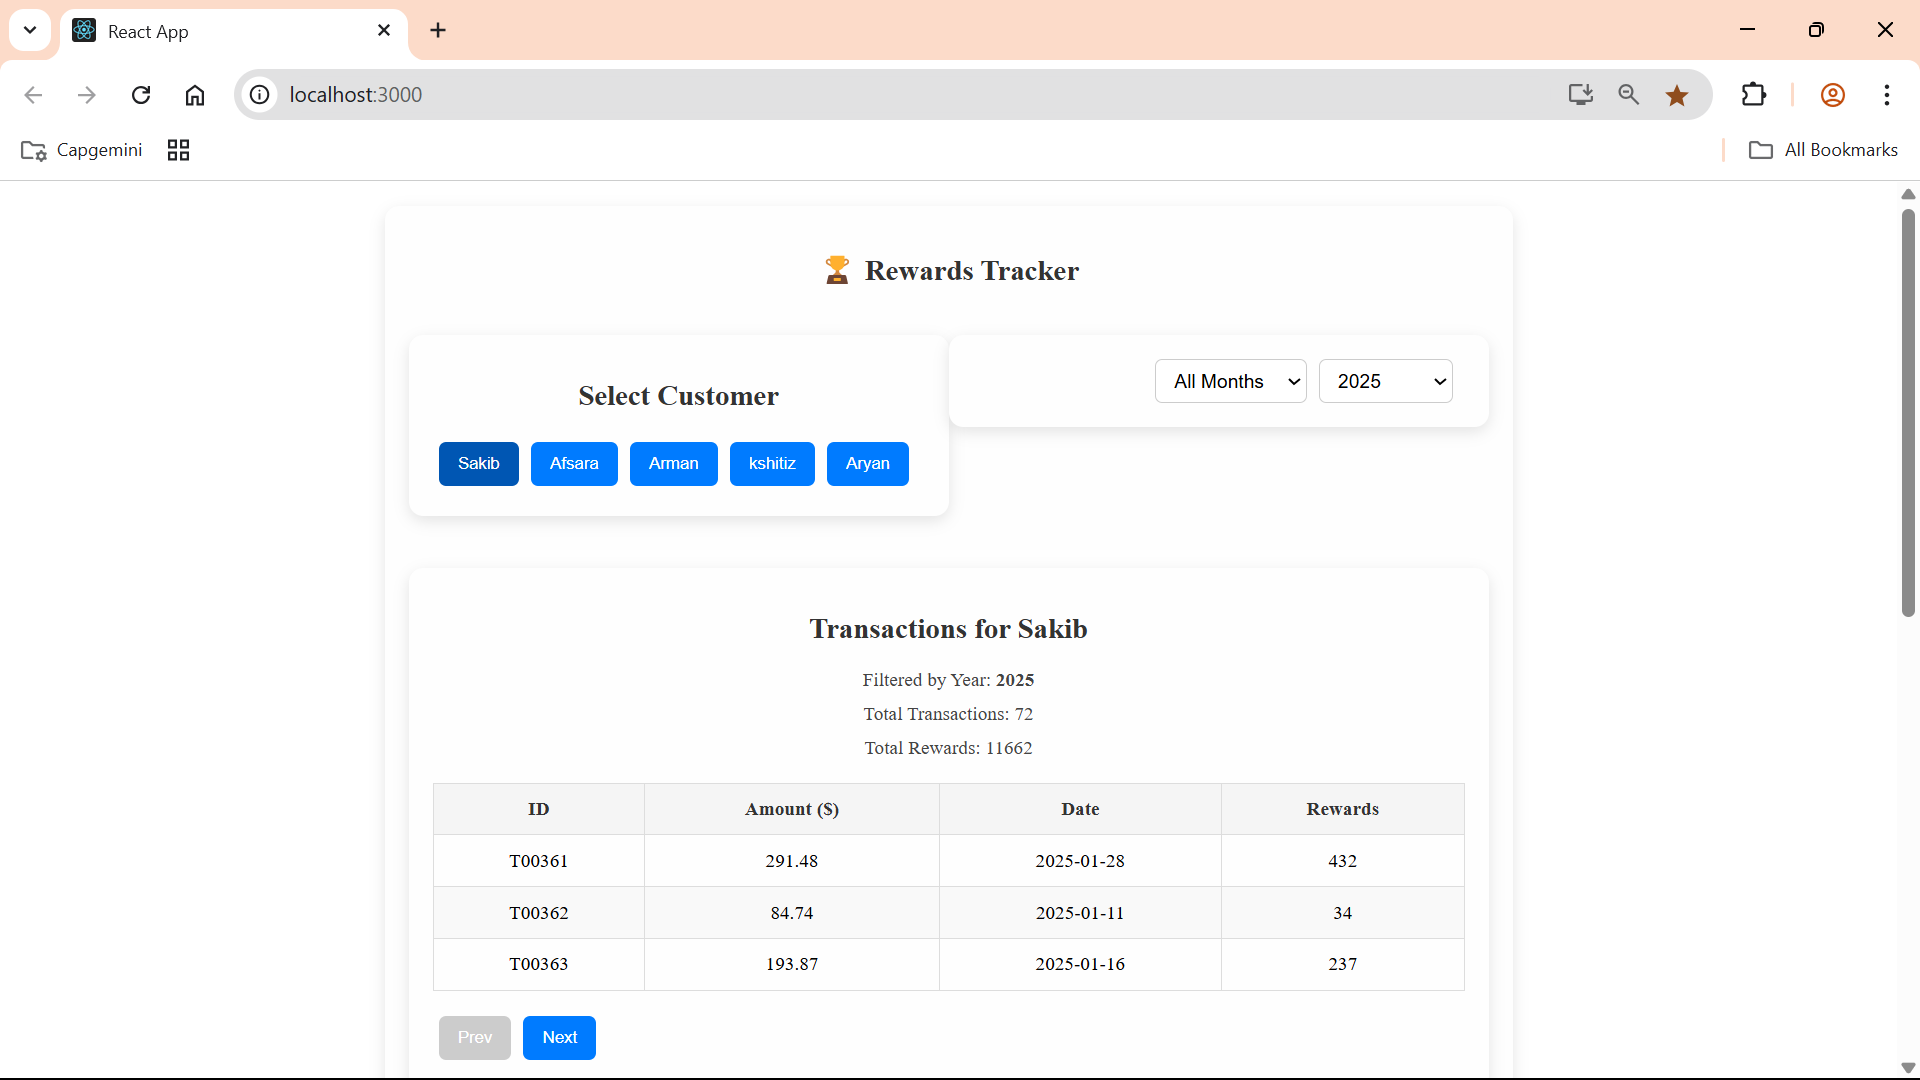 React App
localhost:3000
Capgemini
All Bookmarks
Rewards Tracker
Select Customer
All Months 2025
Sakib Afsara Arman kshitiz Aryan
Transactions for Sakib
Filtered by Year: 2025
Total Transactions: 72
Total Rewards: 11662
ID Amount ($) Date Rewards
T00361 291.48 2025-01-28 432
T00362 84.74 2025-01-11 34
T00363 193.87 2025-01-16 237
Prev Next